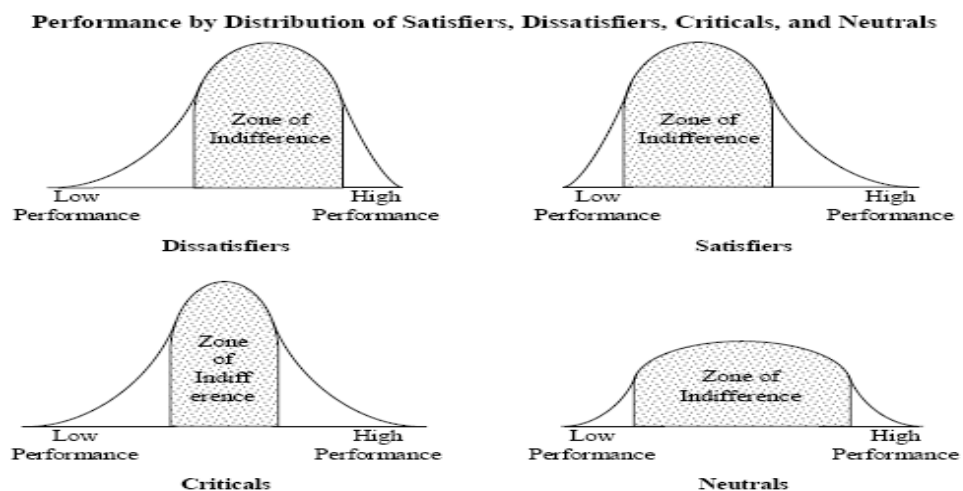 Performance by Distribution of Satisfiers, Dissatisfiers, Criticals, and Neutrals
Zone of
Indifference
Low
Performance
High
Performance
Dissatisfiers
Zone of
Indifference
Low
Performance
High
Performance
Satisfiers
Zone
of
Indiff
erence
Low
Performance
High
Performance
Criticals
Zone of
Indifference
Low
Performance
High
Performance
Neutrals